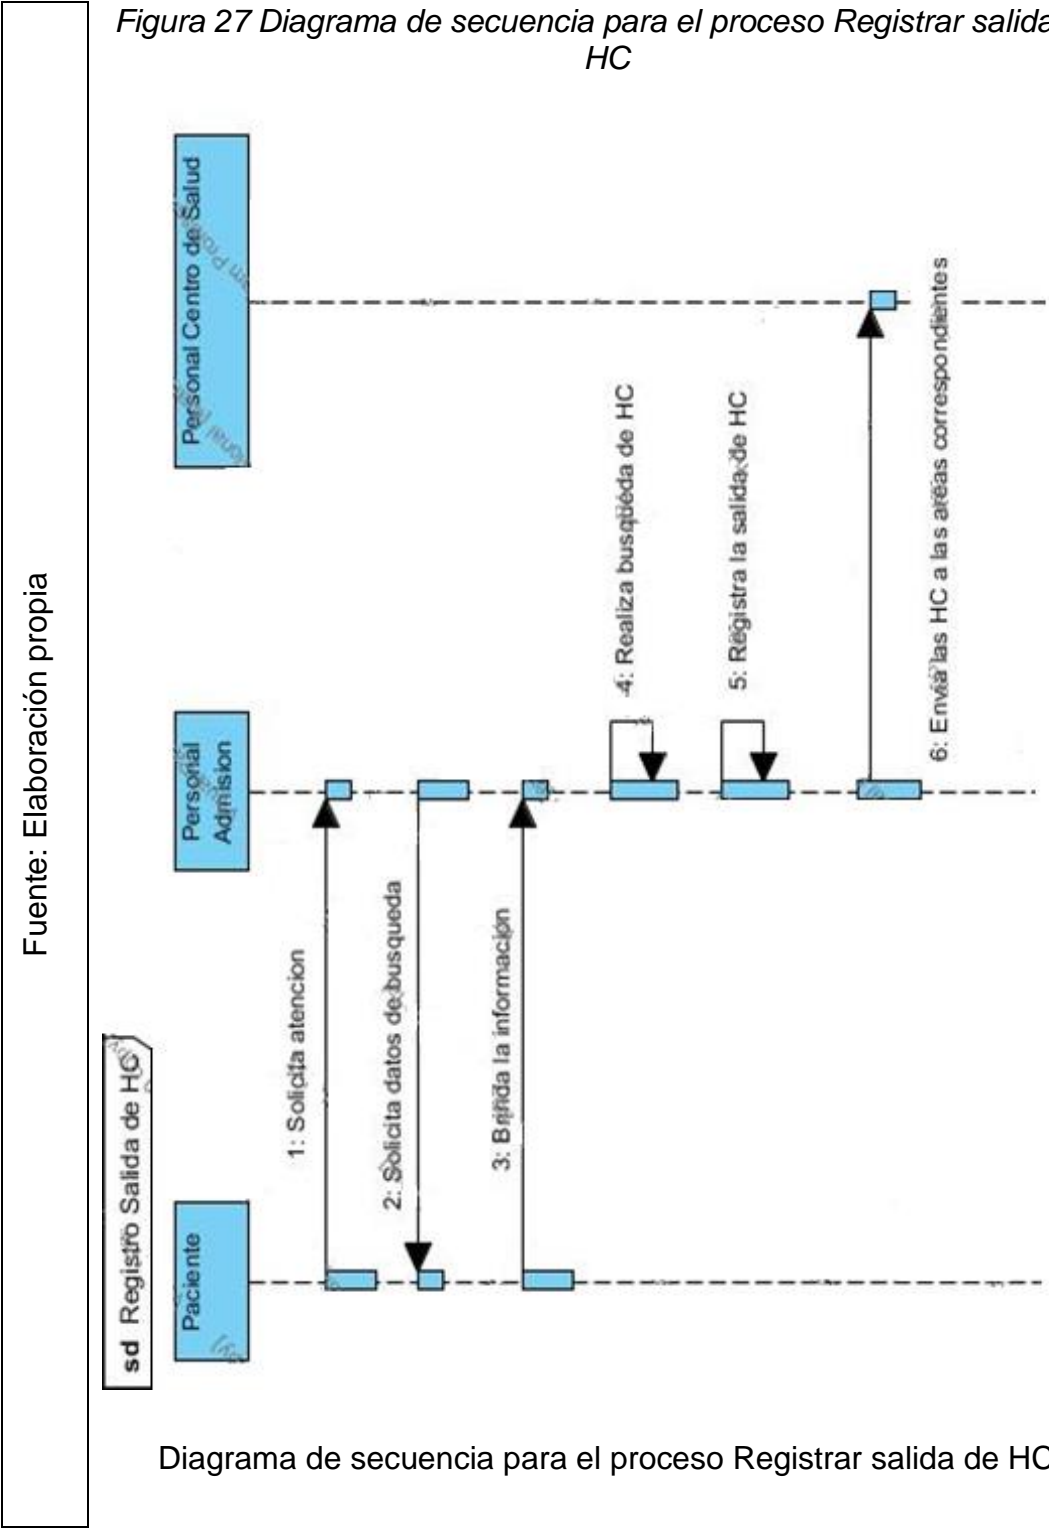 Figura 27 Diagrama de secuencia para el proceso Registrar salida
HC
sd Registro Salida de HC
Paciente
Personal
Admision
Personal Centro de Salud
1: Solicita atencion
2: Solicita datos de busqueda
3: Brinda la información
4: Realiza busqueda de HC
5: Registra la salida de HC
6: Envia las HC a las areas correspondientes
Diagrama de secuencia para el proceso Registrar salida de HC
Fuente: Elaboración propia